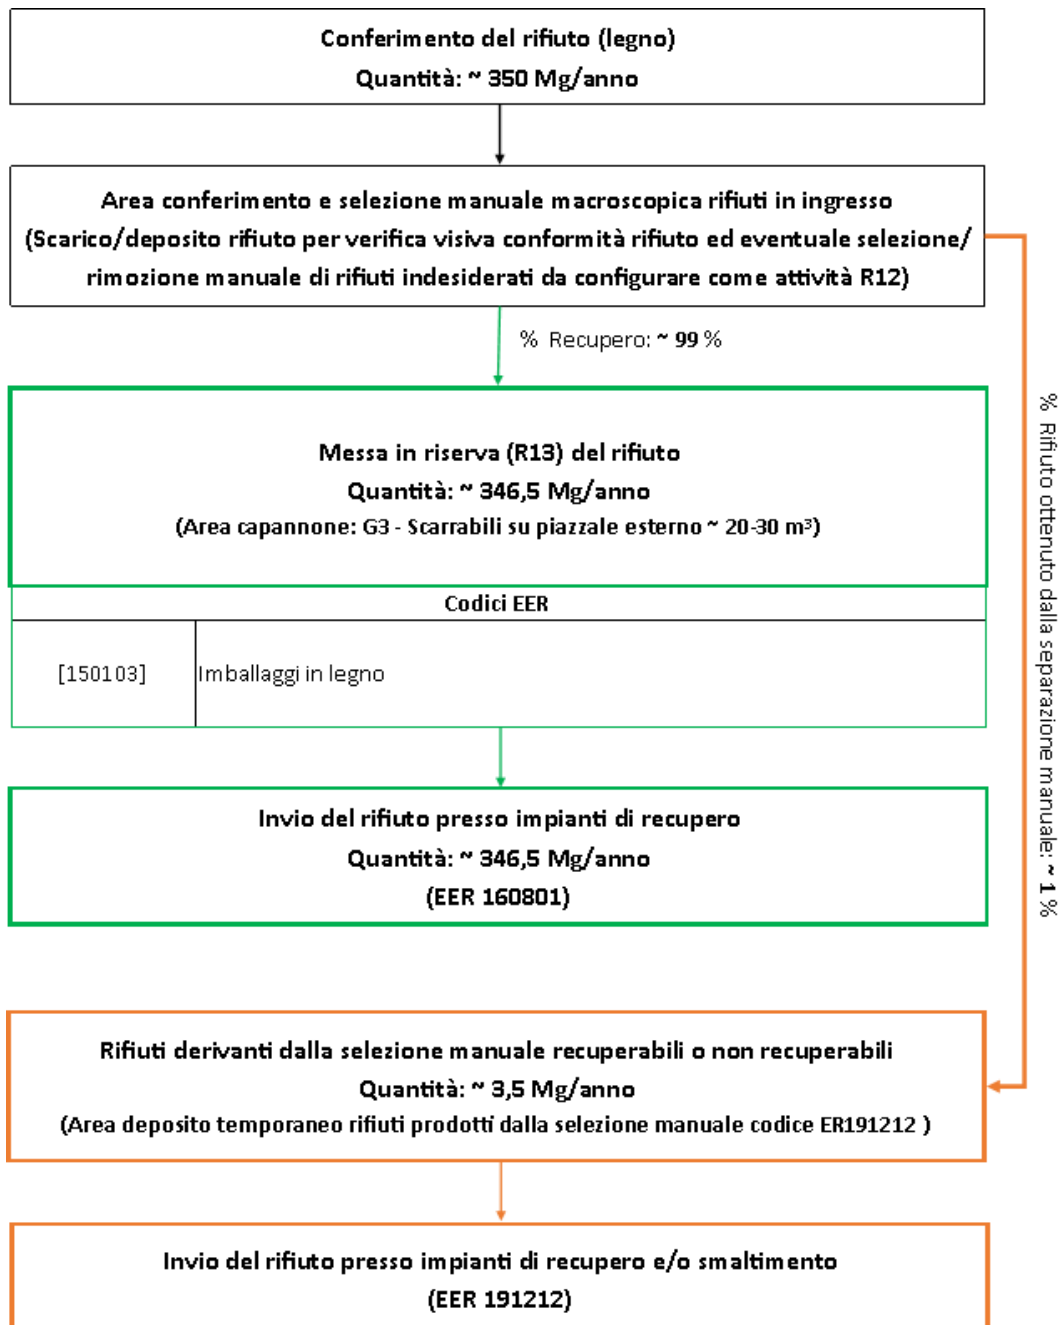 Conferimento del rifiuto (legno)
Quantità: ~ 350 Mg/anno
Area conferimento e selezione manuale macroscopica rifiuti in ingresso
(Scarico/deposito rifiuto per verifica visiva conformità rifiuto ed eventuale selezione/
rimozione manuale di rifiuti indesiderati da configurare come attività R12)
% Recupero: ~ 99 %
% Rifiuto ottenuto dalla separazione manuale: ~ 1 %
Messa in riserva (R13) del rifiuto
Quantità: ~ 346,5 Mg/anno
(Area capannone: G3 - Scarrabili su piazzale esterno ~ 20-30 m³)
Codici EER
[150103] Imballaggi in legno
Invio del rifiuto presso impianti di recupero
Quantità: ~ 346,5 Mg/anno
(EER 160801)
Rifiuti derivanti dalla selezione manuale recuperabili o non recuperabili
Quantità: ~ 3,5 Mg/anno
(Area deposito temporaneo rifiuti prodotti dalla selezione manuale codice ER191212 )
Invio del rifiuto presso impianti di recupero e/o smaltimento
(EER 191212)